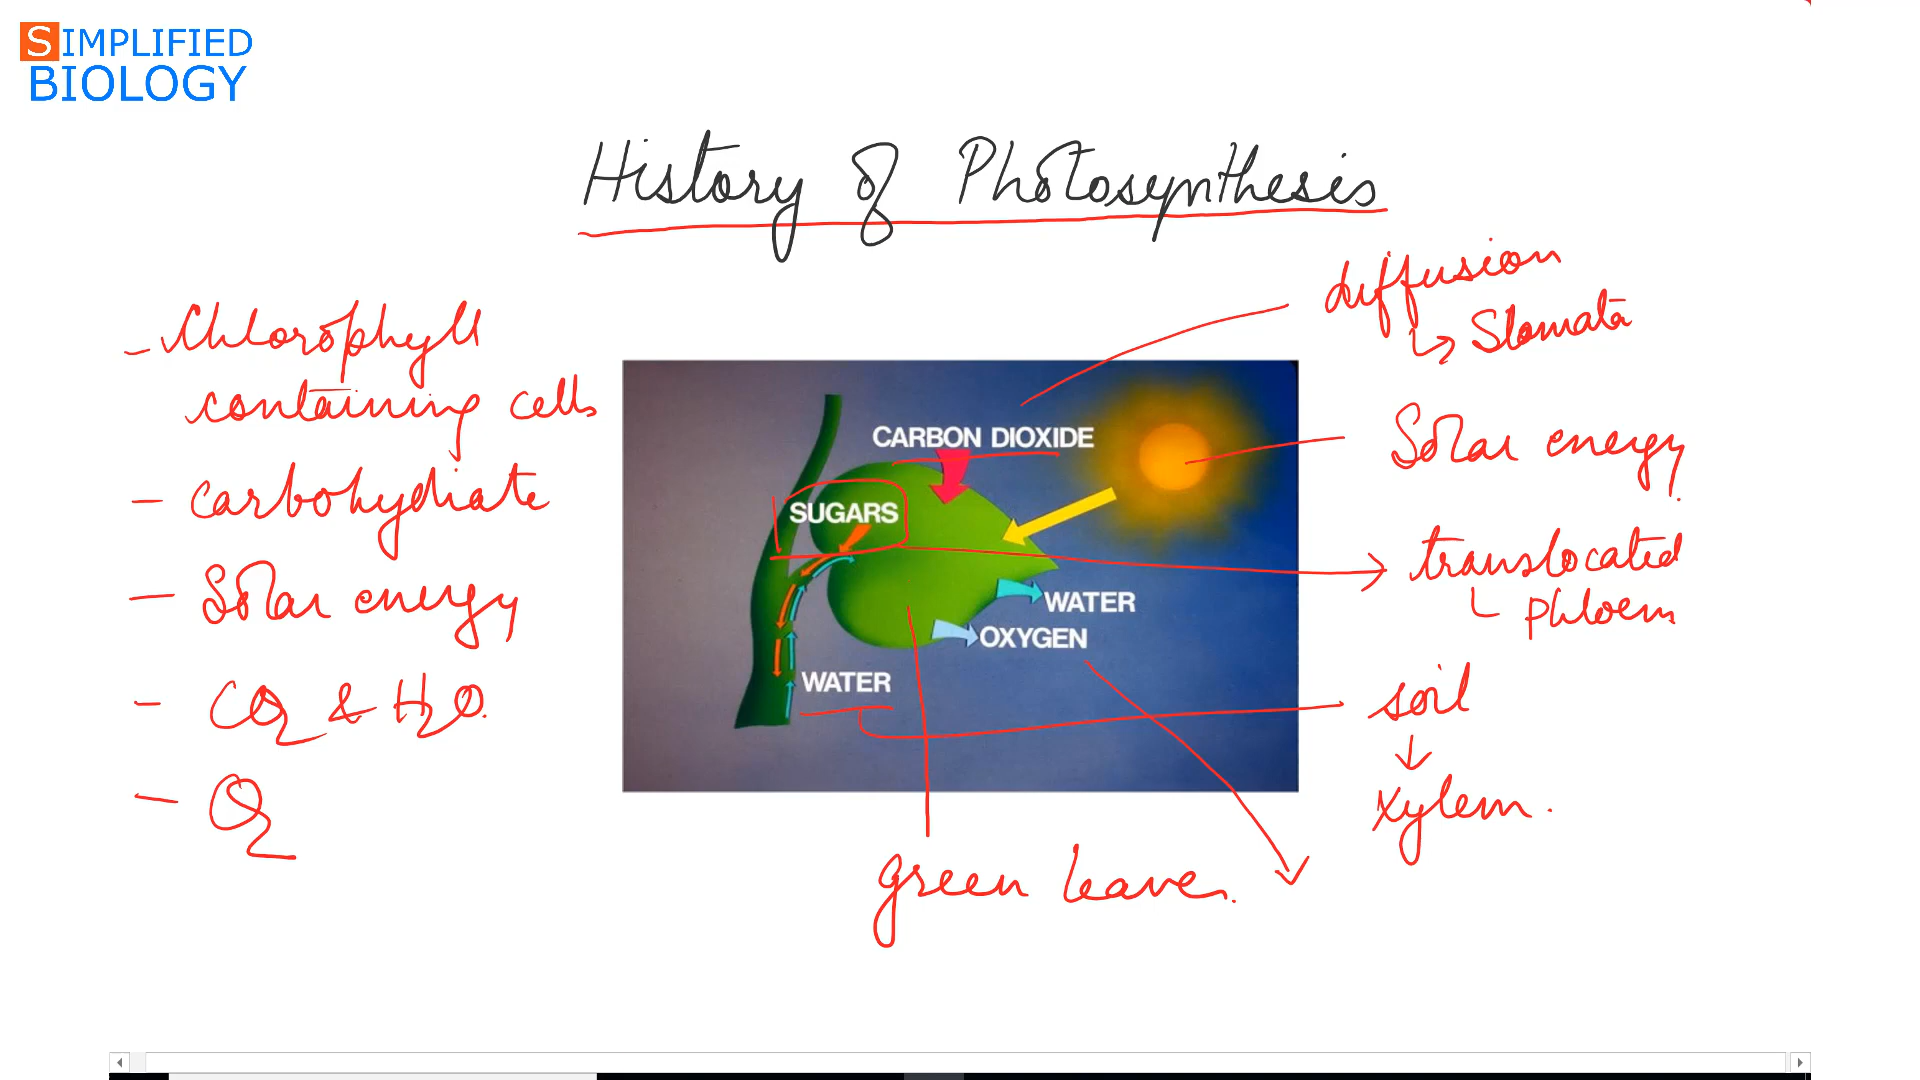 SIMPLIFIED
BIOLOGY
History of Photosynthesis
- Chlorophyll
containing cells
- Carbohydrate
- Solar energy
- CO2 & H2O.
- O2
diffusion
↳ Stomata
Solar energy
translocated
Phloem
soil
↓
xylem.
green leaves.
CARBON DIOXIDE
SUGARS
WATER
OXYGEN
WATER